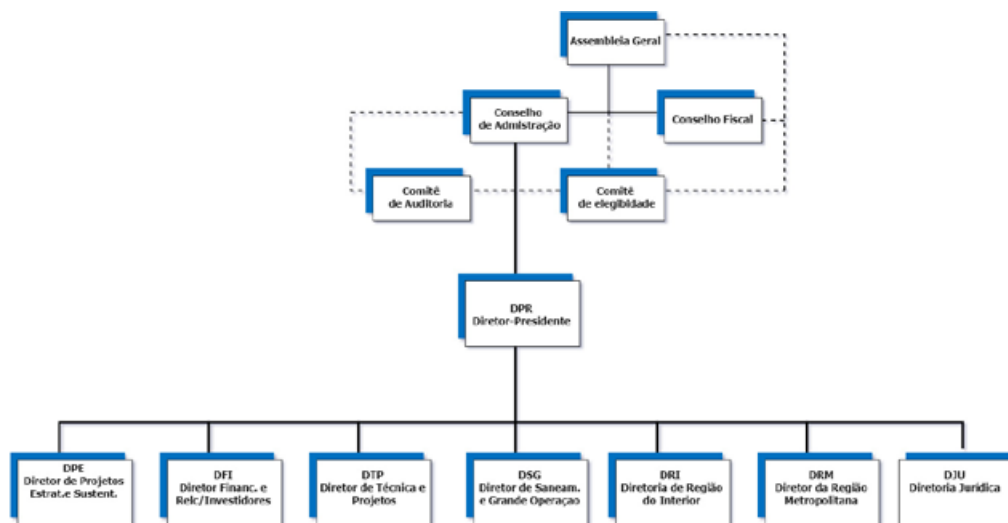 Assembleia Geral
Conselho
de Admistração
Conselho Fiscal
Comitê
de Auditoria
Comitê
de elegibidade
DPR
Diretor-Presidente
DPE
Diretor de Projetos
Estrat.e Sustent.
DFI
Diretor Financ. e
Relc/Investidores
DTP
Diretor de Técnica e
Projetos
DSG
Diretor de Saneam.
e Grande Operaçao
DRI
Diretoria de Região
do Interior
DRM
Diretor da Região
Metropolitana
DJU
Diretoria Jurídica